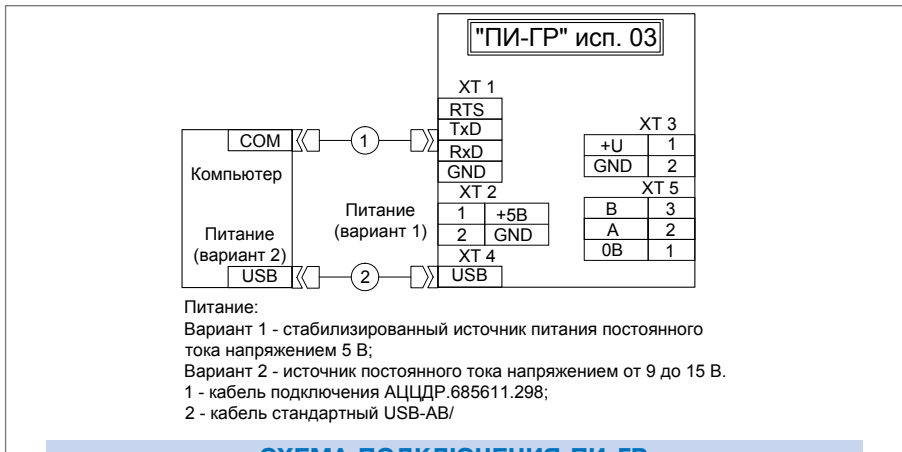 "ПИ-ГР" исп. 03
XT 1
RTS
TxD
RxD
GND
COM
1
Компьютер
XT 3
+U 1
GND 2
XT 2
1 +5В
2 GND
Питание
(вариант 1)
XT 5
B 3
A 2
0B 1
Питание
(вариант 2)
XT 4
USB
2
USB
Питание:
Вариант 1 - стабилизированный источник питания постоянного
тока напряжением 5 В;
Вариант 2 - источник постоянного тока напряжением от 9 до 15 В.
1 - кабель подключения АЦЦДР.685611.298;
2 - кабель стандартный USB-AB/